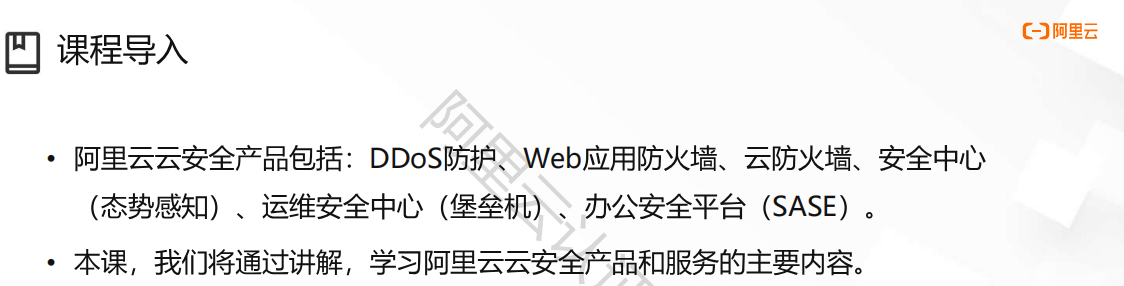 课程导入
阿里云
• 阿里云云安全产品包括：DDoS防护、Web应用防火墙、云防火墙、安全中心
（态势感知）、运维安全中心（堡垒机）、办公安全平台（SASE）。
• 本课，我们将通过讲解，学习阿里云云安全产品和服务的主要内容。
阿里云认